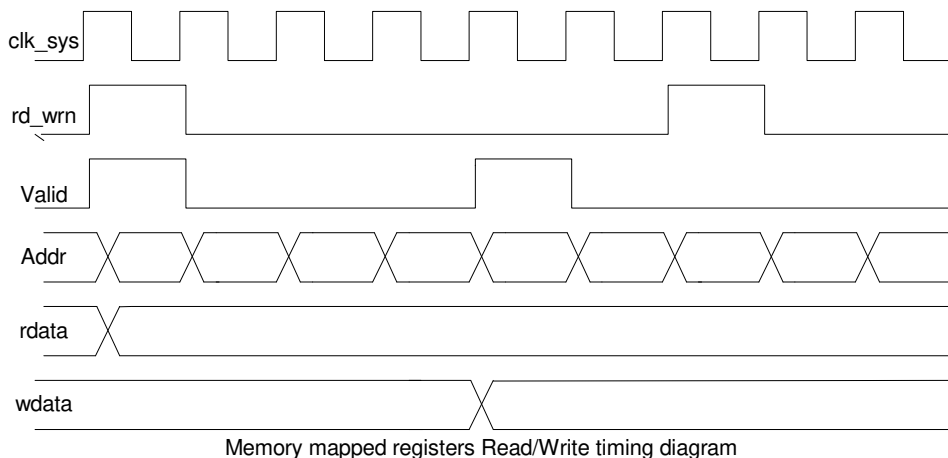 clk_sys
rd_wrn
Valid
Addr
rdata
wdata
Memory mapped registers Read/Write timing diagram